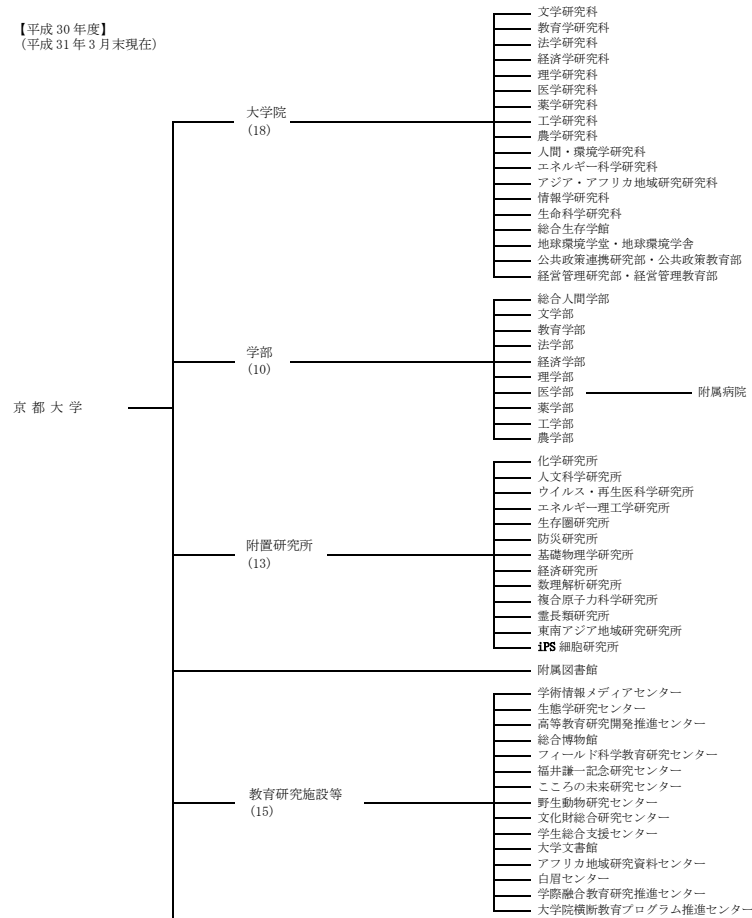 【平成 30 年度】
(平成 31 年 3 月末現在)
京 都 大 学
大学院
(18)
文学研究科
教育学研究科
法学研究科
経済学研究科
理学研究科
医学研究科
薬学研究科
工学研究科
農学研究科
人間・環境学研究科
エネルギー科学研究科
アジア・アフリカ地域研究研究科
情報学研究科
生命科学研究科
総合生存学館
地球環境学堂・地球環境学舎
公共政策連携研究部・公共政策教育部
経営管理研究部・経営管理教育部
学部
(10)
総合人間学部
文学部
教育学部
法学部
経済学部
理学部
医学部 附属病院
薬学部
工学部
農学部
附置研究所
(13)
化学研究所
人文科学研究所
ウイルス・再生医科学研究所
エネルギー理工学研究所
生存圏研究所
防災研究所
基礎物理学研究所
経済研究所
数理解析研究所
複合原子力科学研究所
霊長類研究所
東南アジア地域研究研究所
iPS 細胞研究所
附属図書館
教育研究施設等
(15)
学術情報メディアセンター
生態学研究センター
高等教育研究開発推進センター
総合博物館
フィールド科学教育研究センター
福井謙一記念研究センター
こころの未来研究センター
野生動物研究センター
文化財総合研究センター
学生総合支援センター
大学文書館
アフリカ地域研究資料センター
白眉センター
学際融合教育研究推進センター
大学院横断教育プログラム推進センター